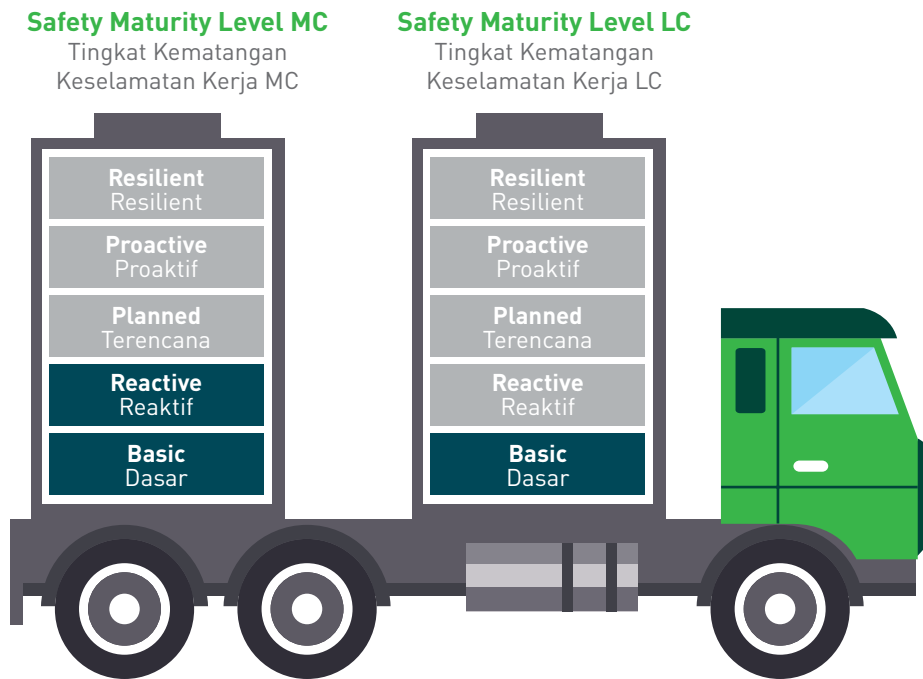 Safety Maturity Level MC
Tingkat Kematangan
Keselamatan Kerja MC
Resilient
Resilient
Proactive
Proaktif
Planned
Terencana
Reactive
Reaktif
Basic
Dasar
Safety Maturity Level LC
Tingkat Kematangan
Keselamatan Kerja LC
Resilient
Resilient
Proactive
Proaktif
Planned
Terencana
Reactive
Reaktif
Basic
Dasar